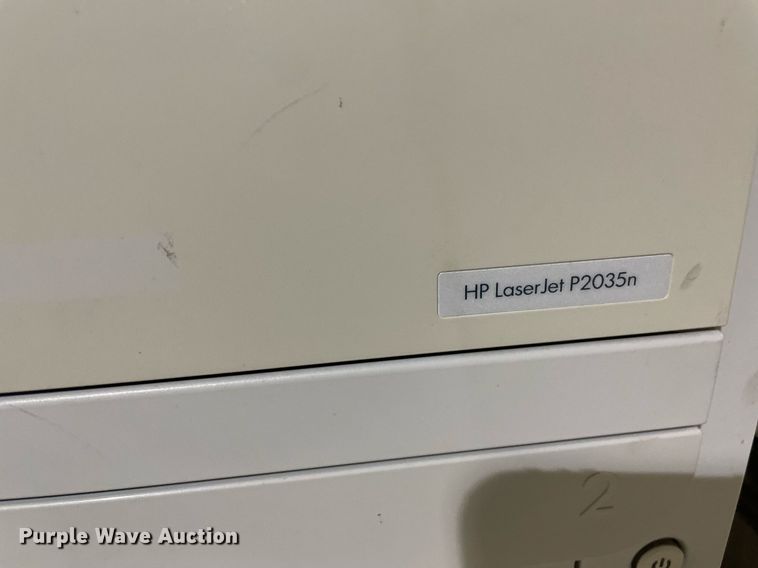 HP LaserJet P2035n
2
Purple Wave Auction